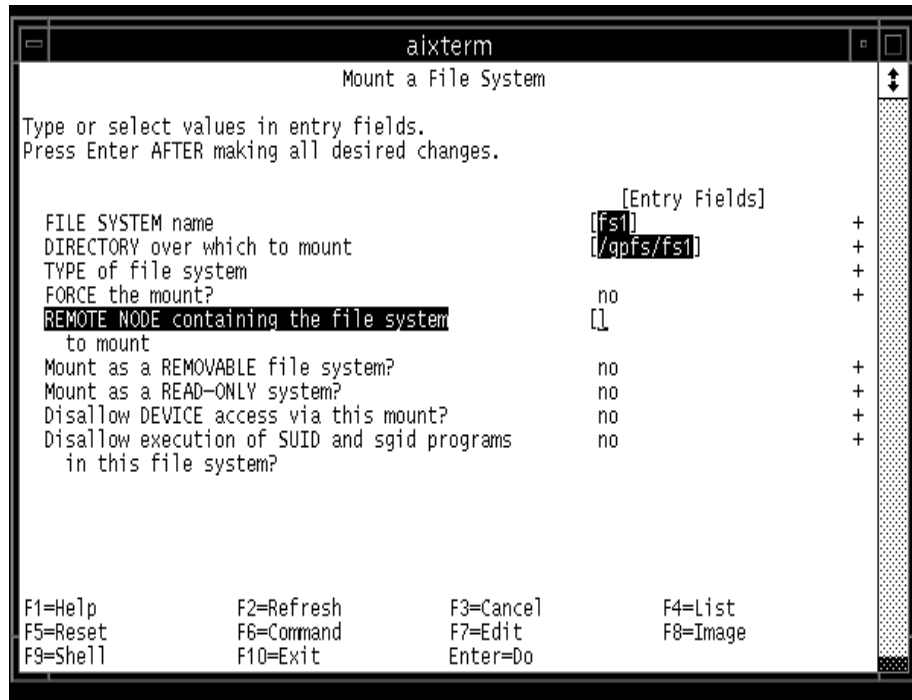 aixterm
Mount a File System
Type or select values in entry fields.
Press Enter AFTER making all desired changes.
[Entry Fields]
FILE SYSTEM name [fs1] +
DIRECTORY over which to mount [/gpfs/fs1] +
TYPE of file system +
FORCE the mount? no +
REMOTE NODE containing the file system []
to mount
Mount as a REMOVABLE file system? no +
Mount as a READ-ONLY system? no +
Disallow DEVICE access via this mount? no +
Disallow execution of SUID and sgid programs no +
in this file system?
F1=Help F2=Refresh F3=Cancel F4=List
F5=Reset F6=Command F7=Edit F8=Image
F9=Shell F10=Exit Enter=Do